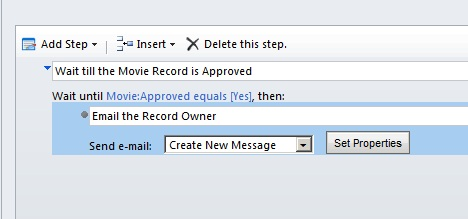 Add Step Insert Delete this step.
Wait till the Movie Record is Approved
Wait until Movie:Approved equals [Yes], then:
Email the Record Owner
Send e-mail: Create New Message Set Properties